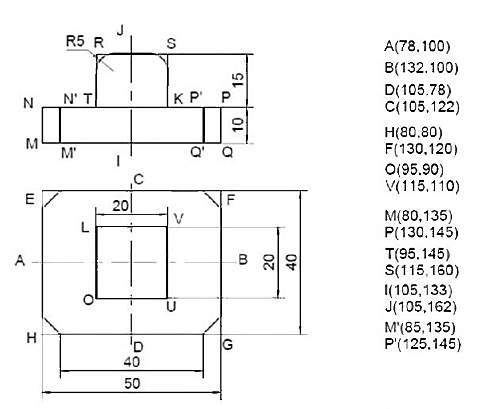 J
R S
R5
15
N N' T K P' P
10
M M' Q' Q
I
C
E F
20
L V
A B
20 40
O U
H D G
40
50
A(78,100)
B(132,100)
D(105,78)
C(105,122)
H(80,80)
F(130,120)
O(95,90)
V(115,110)
M(80,135)
P(130,145)
T(95,145)
S(115,160)
I(105,133)
J(105,162)
M'(85,135)
P'(125,145)